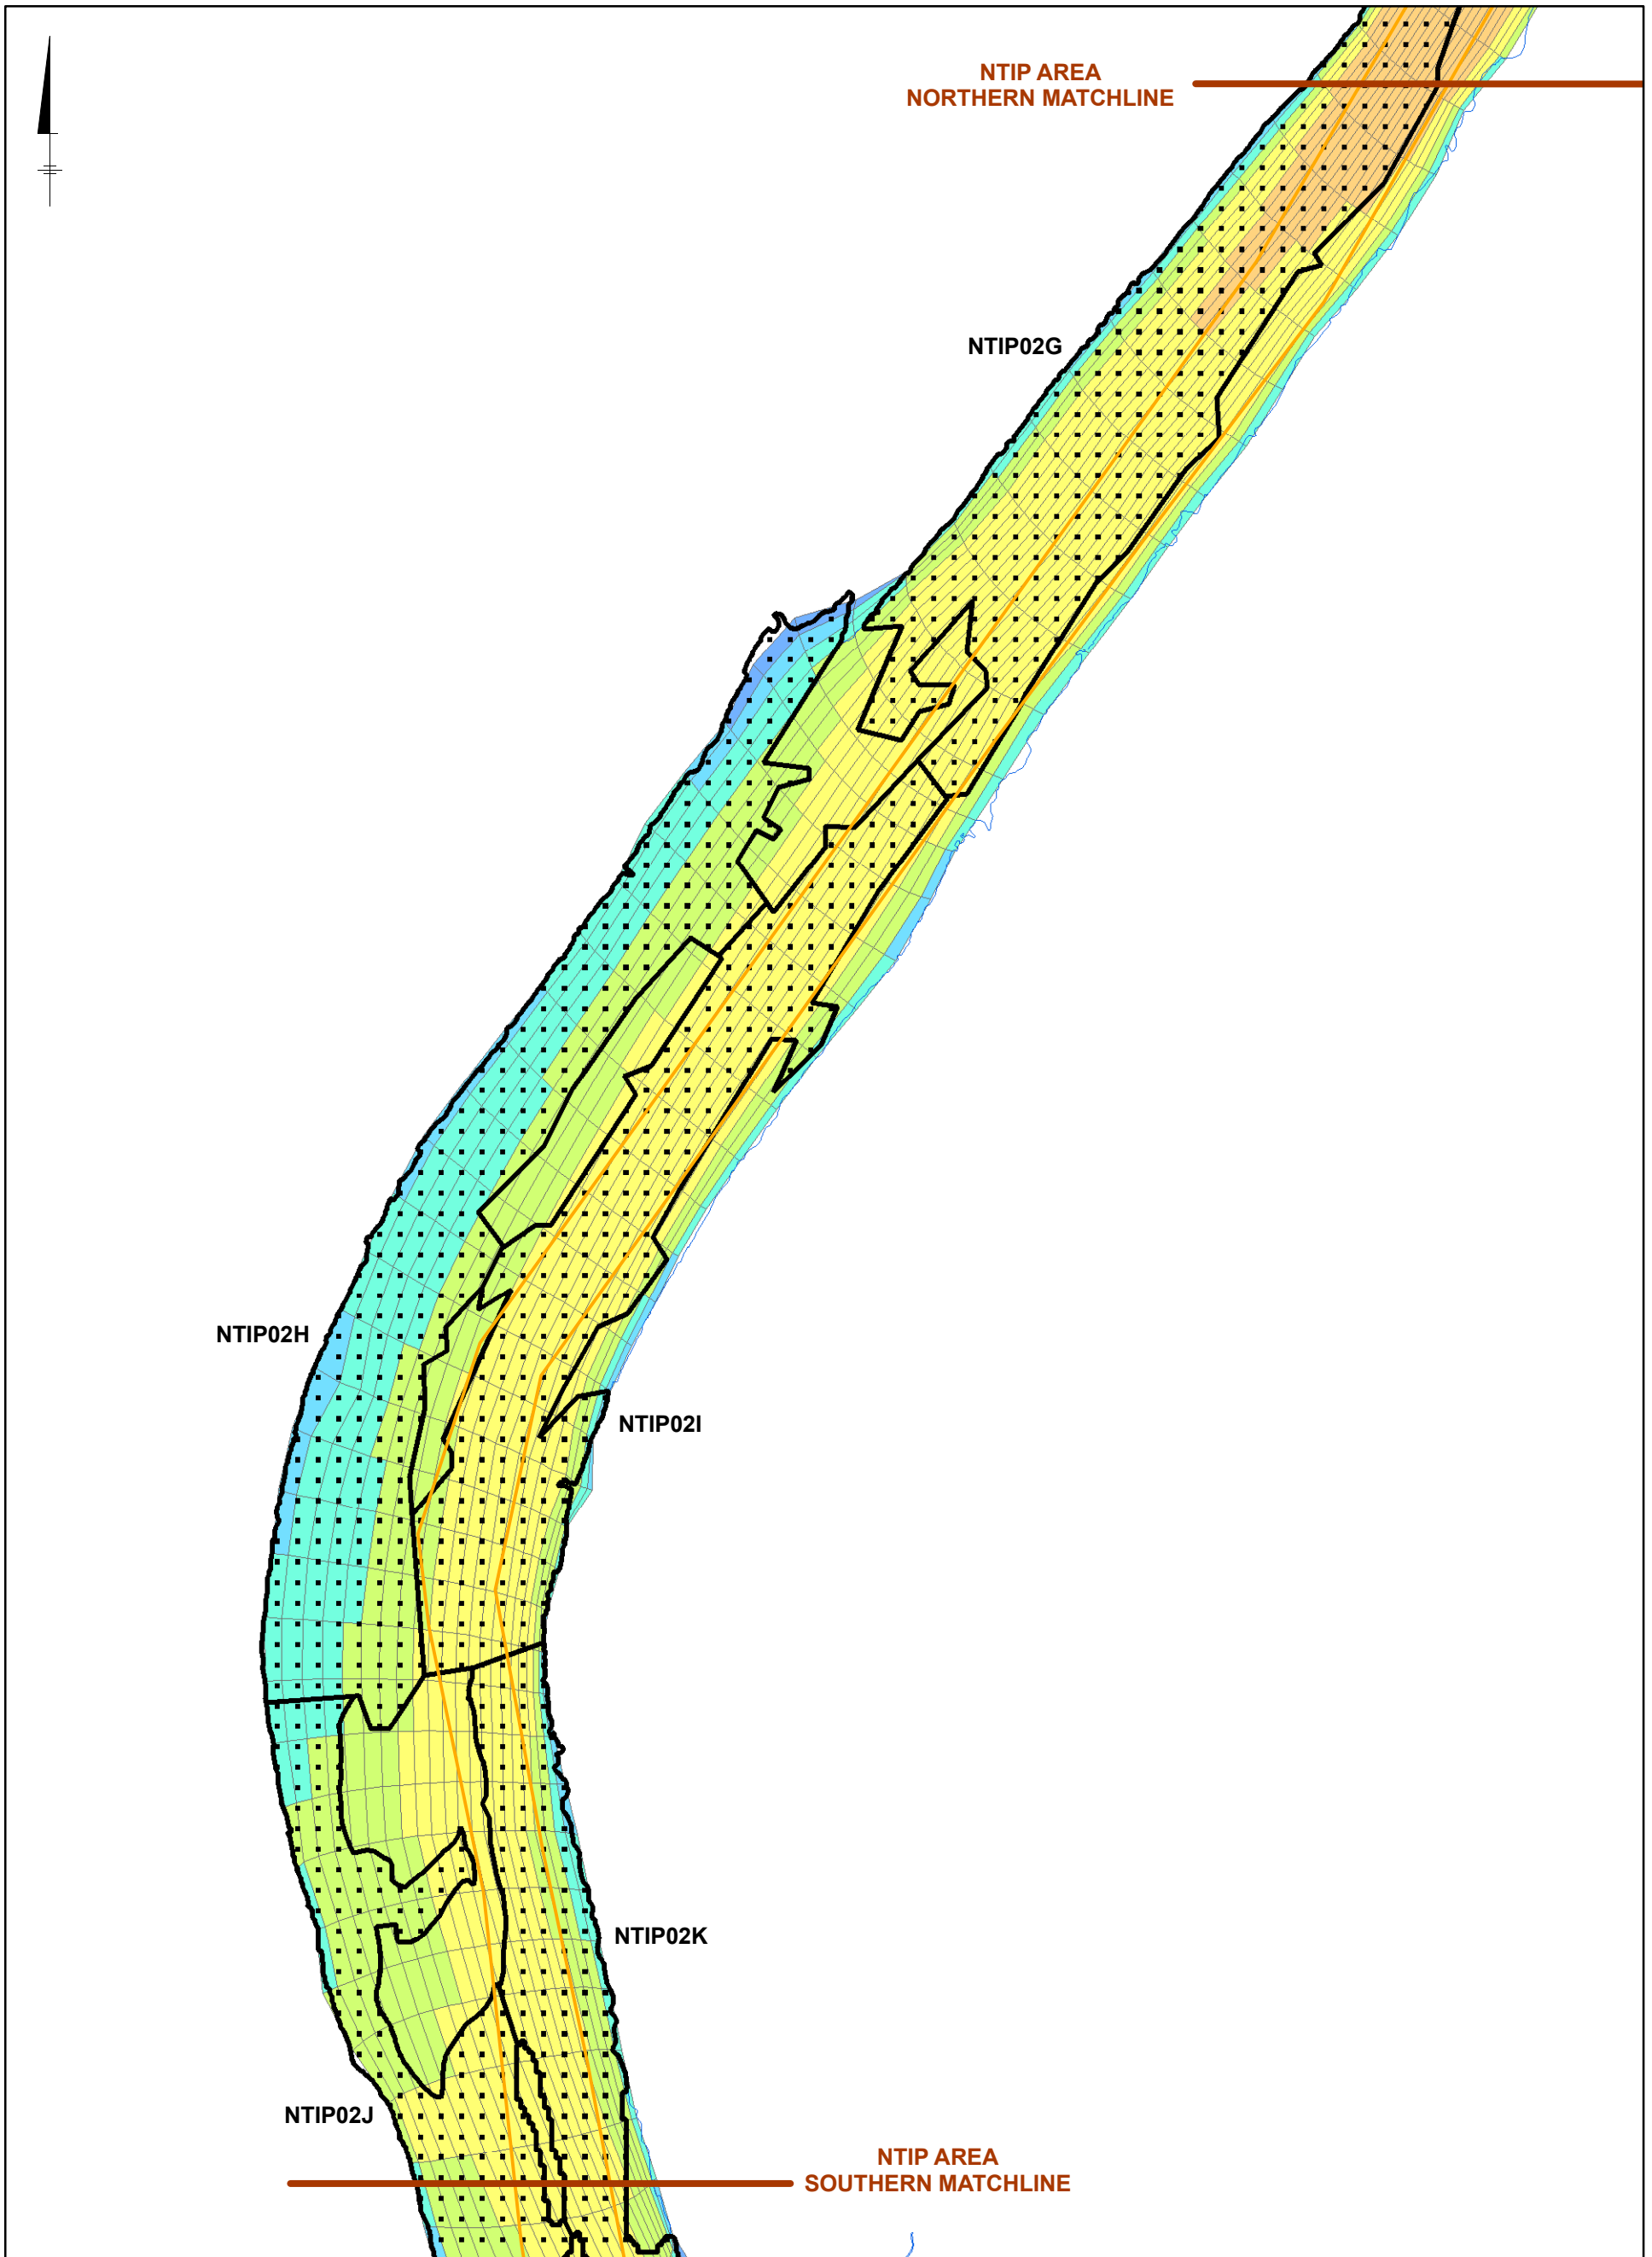 NTIP AREA
NORTHERN MATCHLINE
NTIP02G
NTIP02H
NTIP02I
NTIP02K
NTIP02J
NTIP AREA
SOUTHERN MATCHLINE